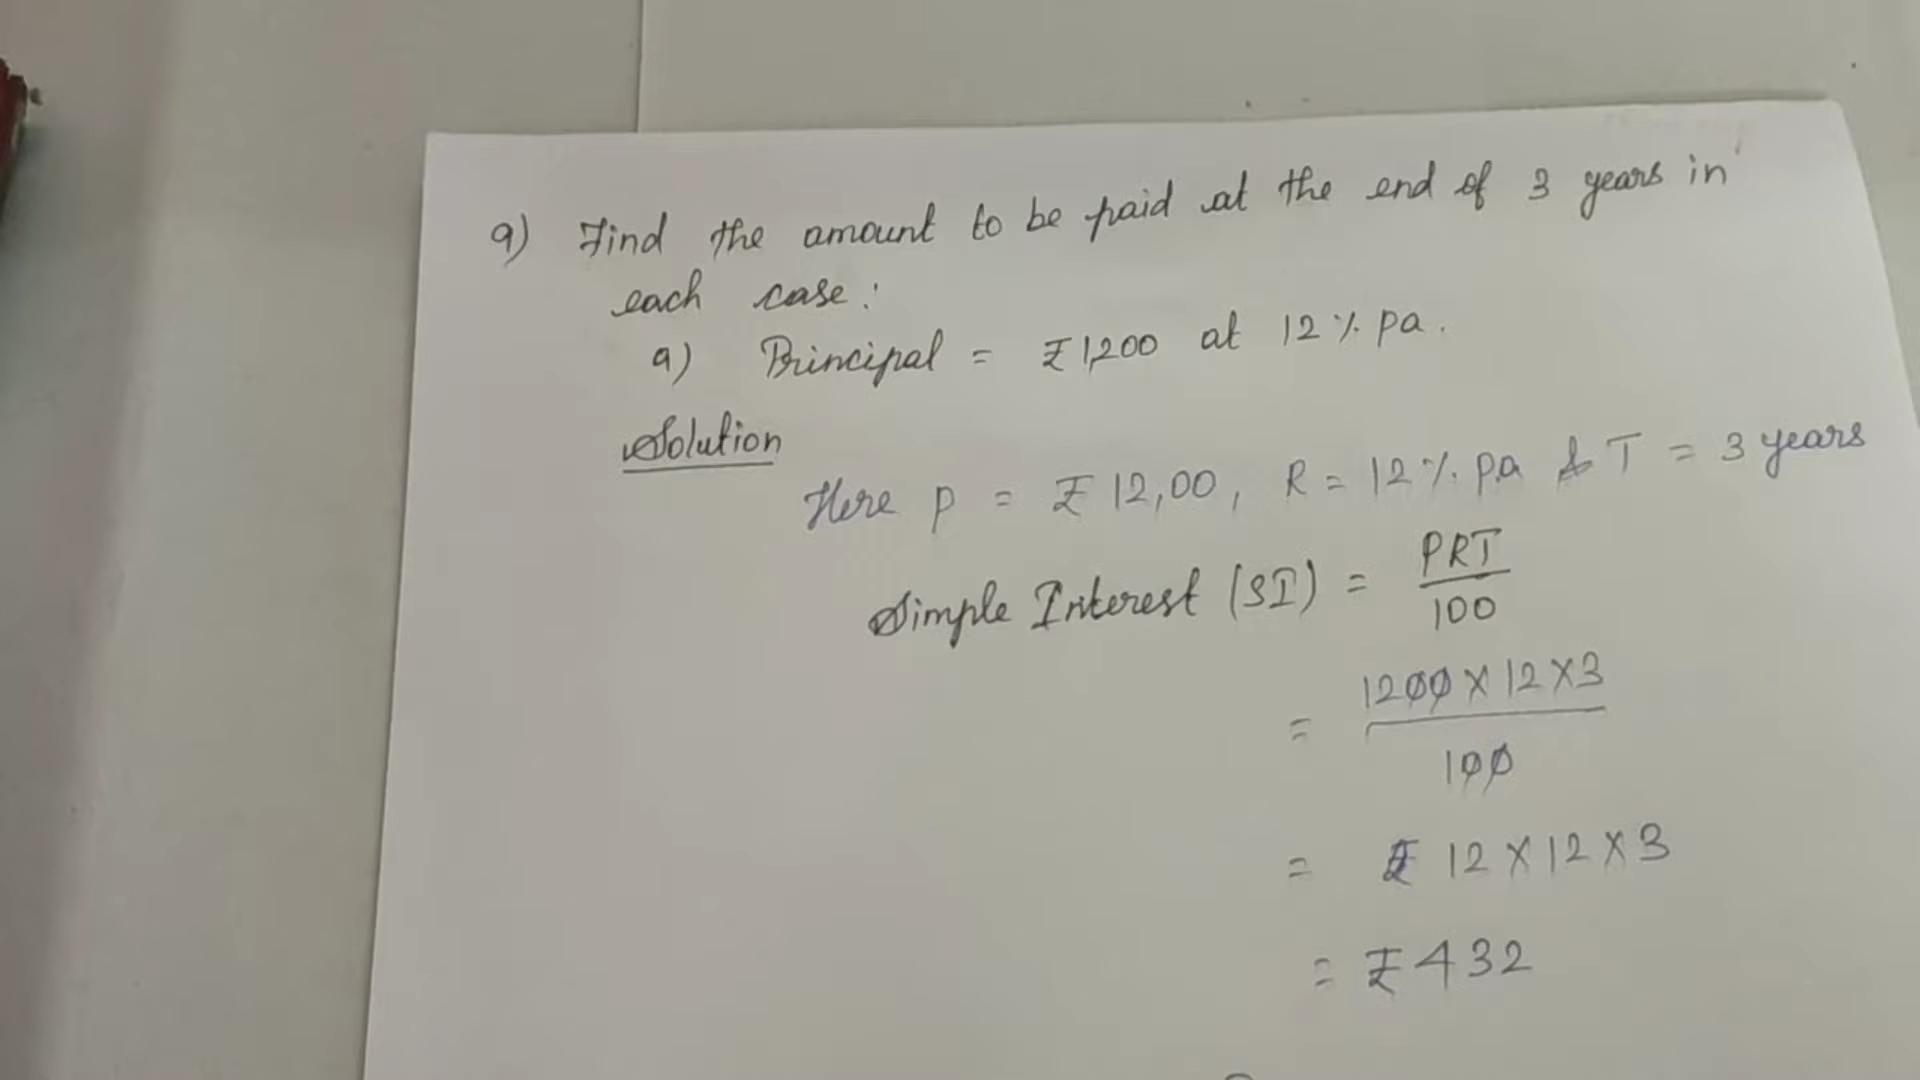 9) Find the amount to be paid at the end of 3 years in
each case:
a) Principal = ₹1,200 at 12% pa.
Solution
Here P = ₹12,00, R = 12% p.a & T = 3 years
Simple Interest (SI) = PRT
100
= 1200 X 12 X 3
100
= ₹ 12 X 12 X 3
= ₹432